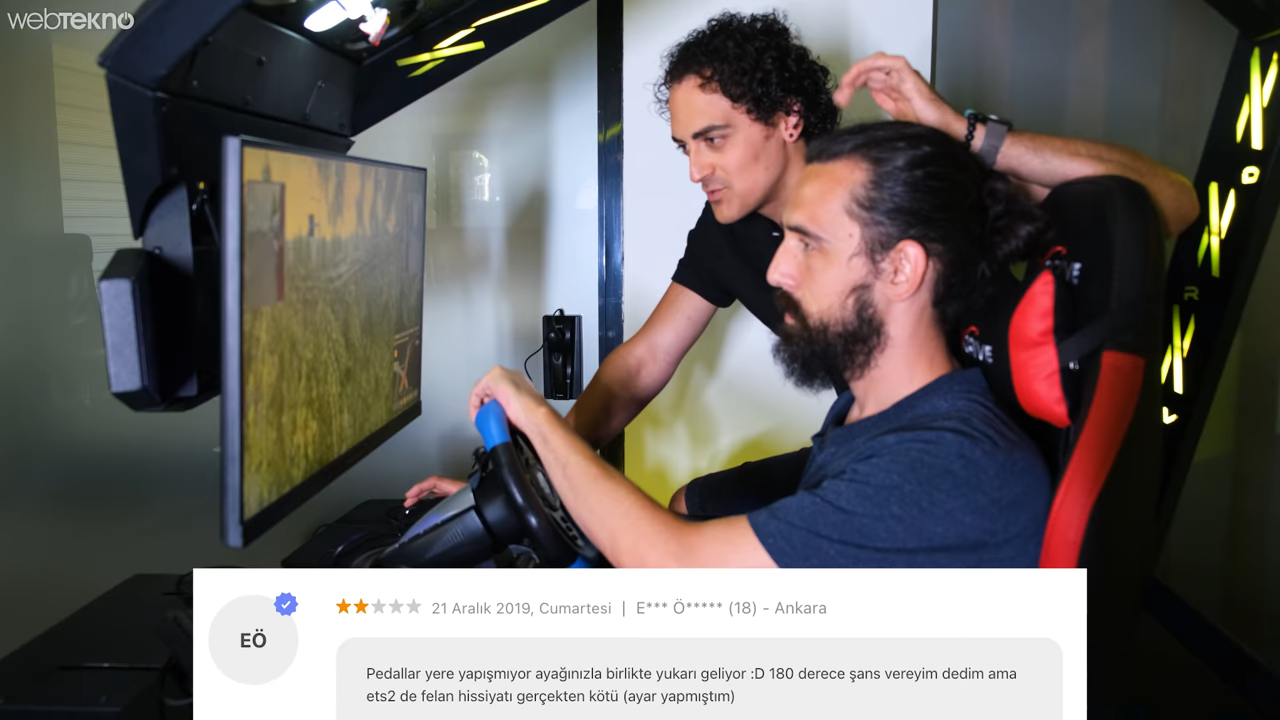 webTEKNO
EÖ
21 Aralık 2019, Cumartesi | E*** Ö***** (18) - Ankara
Pedallar yere yapışmıyor ayağınızla birlikte yukarı geliyor :D 180 derece şans vereyim dedim ama
ets2 de felan hissiyatı gerçekten kötü (ayar yapmıştım)